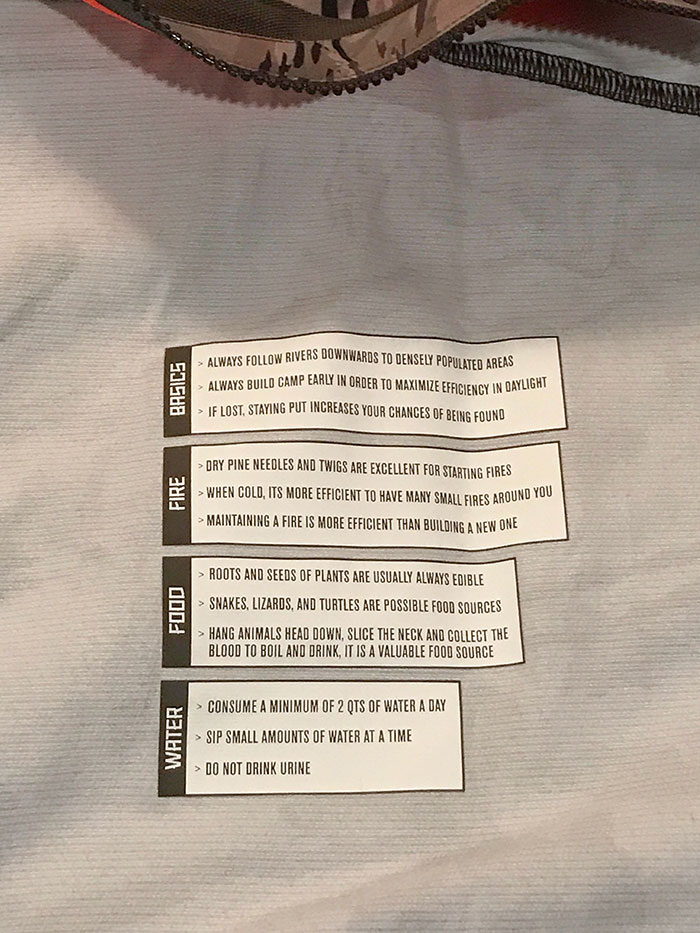 BASICS
> ALWAYS FOLLOW RIVERS DOWNWARDS TO DENSELY POPULATED AREAS
> ALWAYS BUILD CAMP EARLY IN ORDER TO MAXIMIZE EFFICIENCY IN DAYLIGHT
> IF LOST, STAYING PUT INCREASES YOUR CHANCES OF BEING FOUND
FIRE
> DRY PINE NEEDLES AND TWIGS ARE EXCELLENT FOR STARTING FIRES
> WHEN COLD, ITS MORE EFFICIENT TO HAVE MANY SMALL FIRES AROUND YOU
> MAINTAINING A FIRE IS MORE EFFICIENT THAN BUILDING A NEW ONE
FOOD
> ROOTS AND SEEDS OF PLANTS ARE USUALLY ALWAYS EDIBLE
> SNAKES, LIZARDS, AND TURTLES ARE POSSIBLE FOOD SOURCES
> HANG ANIMALS HEAD DOWN, SLICE THE NECK AND COLLECT THE
BLOOD TO BOIL AND DRINK, IT IS A VALUABLE FOOD SOURCE
WATER
> CONSUME A MINIMUM OF 2 QTS OF WATER A DAY
> SIP SMALL AMOUNTS OF WATER AT A TIME
> DO NOT DRINK URINE